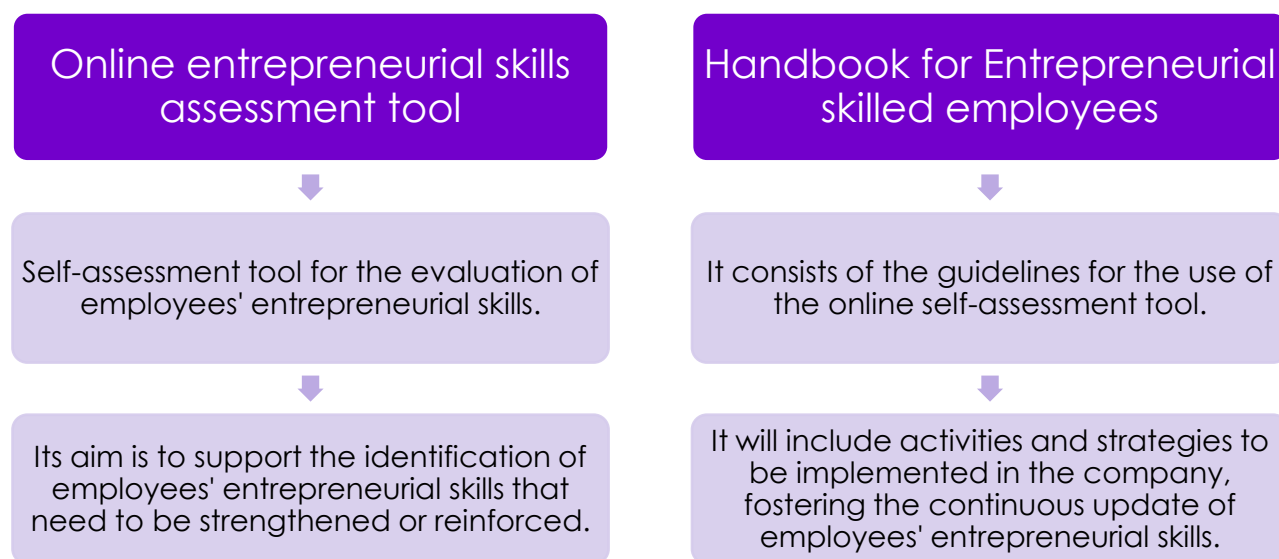 Online entrepreneurial skills
assessment tool
Self-assessment tool for the evaluation of
employees' entrepreneurial skills.
Its aim is to support the identification of
employees' entrepreneurial skills that
need to be strengthened or reinforced.
Handbook for Entrepreneurial
skilled employees
It consists of the guidelines for the use of
the online self-assessment tool.
It will include activities and strategies to
be implemented in the company,
fostering the continuous update of
employees' entrepreneurial skills.